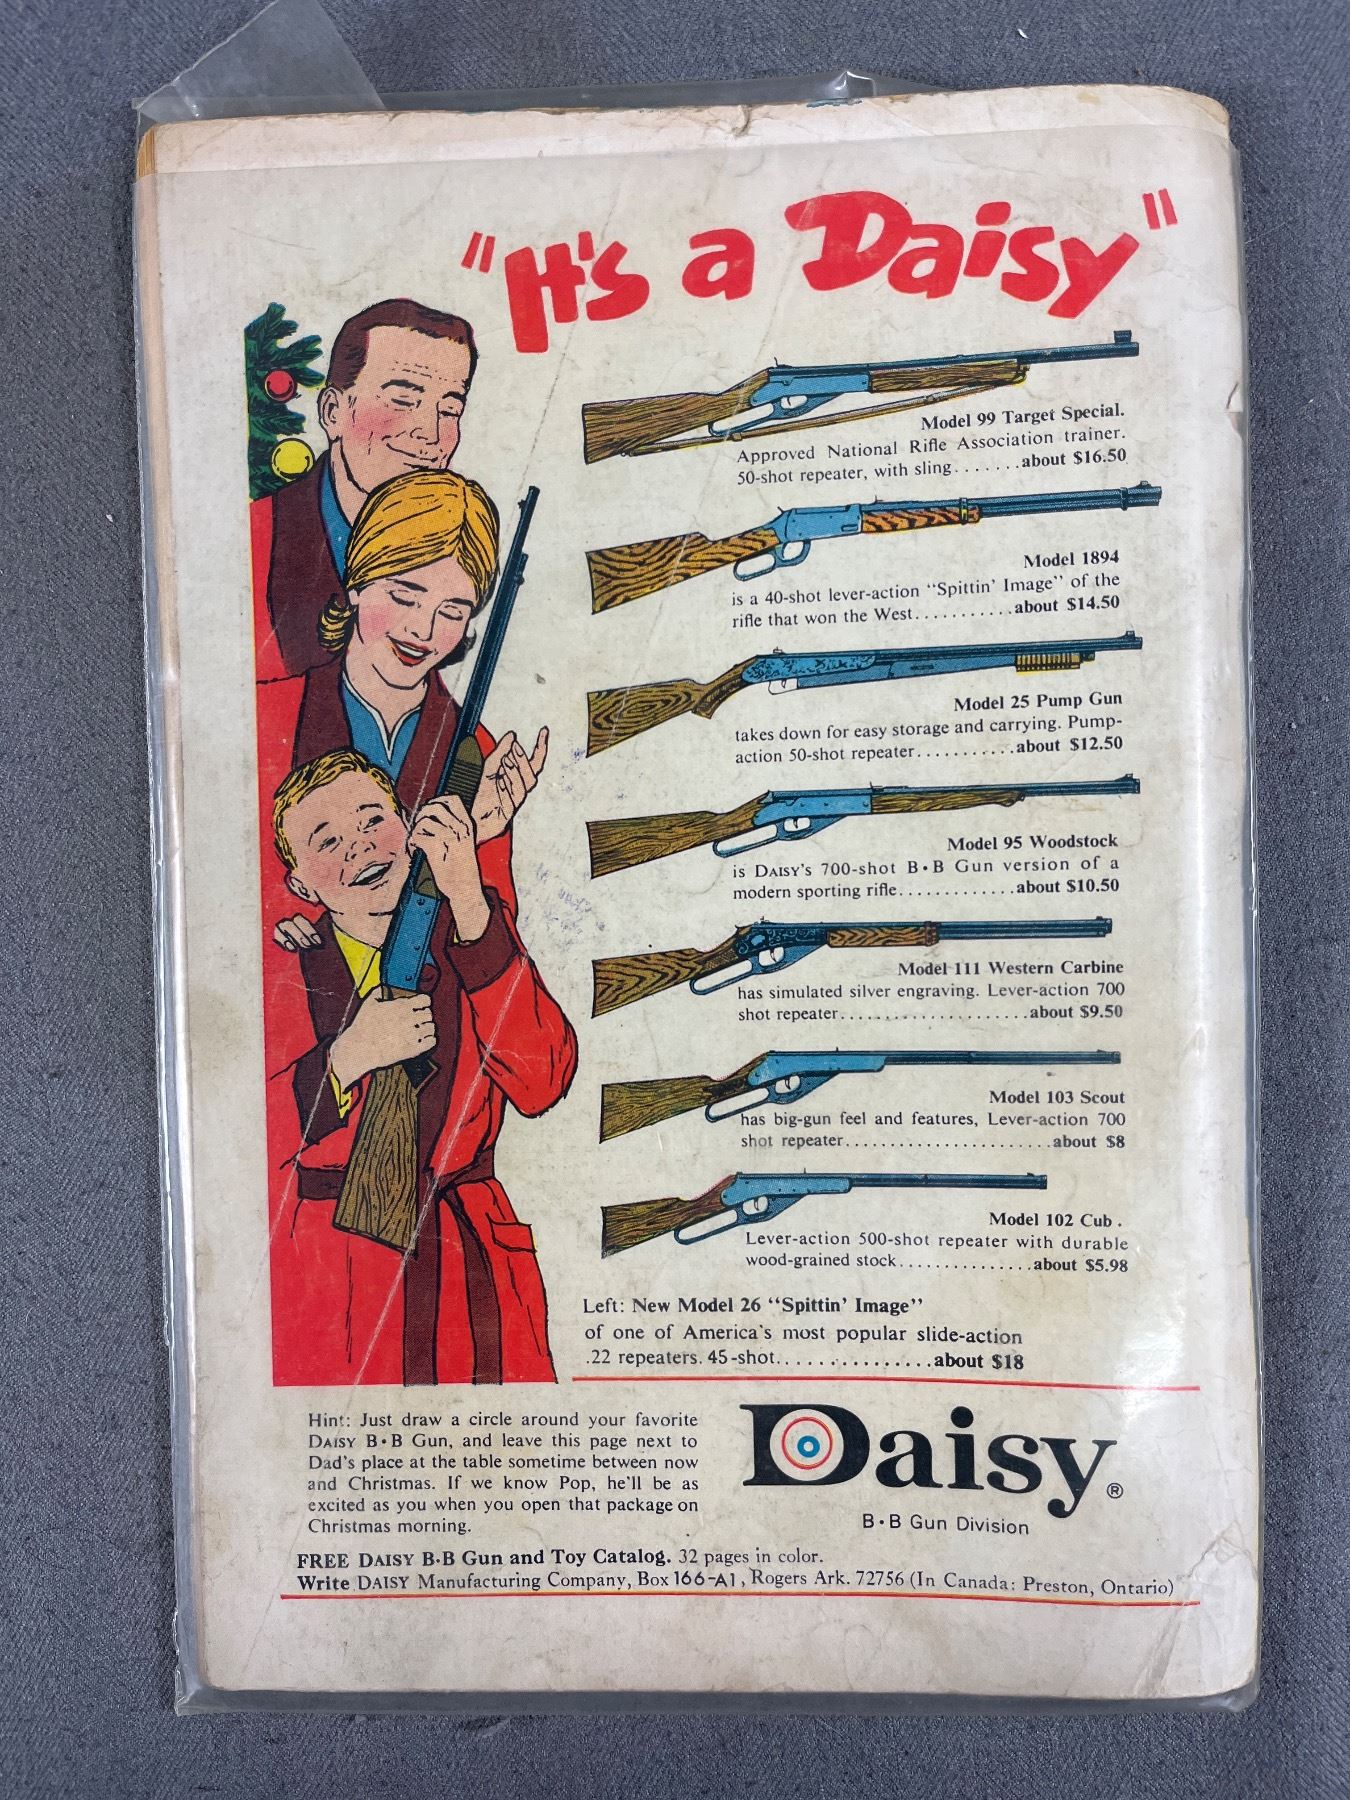 "It's a Daisy"
Model 99 Target Special.
Approved National Rifle Association trainer.
50-shot repeater, with sling.......about $16.50
Model 1894
is a 40-shot lever-action "Spittin' Image" of the
rifle that won the West...........about $14.50
Model 25 Pump Gun
takes down for easy storage and carrying. Pump-
action 50-shot repeater...........about $12.50
Model 95 Woodstock
is DAISY'S 700-shot B•B Gun version of a
modern sporting rifle.............about $10.50
Model 111 Western Carbine
has simulated silver engraving. Lever-action 700
shot repeater.....................about $9.50
Model 103 Scout
has big-gun feel and features, Lever-action 700
shot repeater.......................about $8
Model 102 Cub.
Lever-action 500-shot repeater with durable
wood-grained stock...............about $5.98
Left: New Model 26 "Spittin' Image"
of one of America's most popular slide-action
.22 repeaters. 45-shot................about $18
Hint: Just draw a circle around your favorite
DAISY B•B Gun, and leave this page next to
Dad's place at the table sometime between now
and Christmas. If we know Pop, he'll be as
excited as you when you open that package on
Christmas morning.
Daisy®
B•B Gun Division
FREE DAISY B•B Gun and Toy Catalog. 32 pages in color.
Write DAISY Manufacturing Company, Box 166-A1, Rogers Ark. 72756 (In Canada: Preston, Ontario)